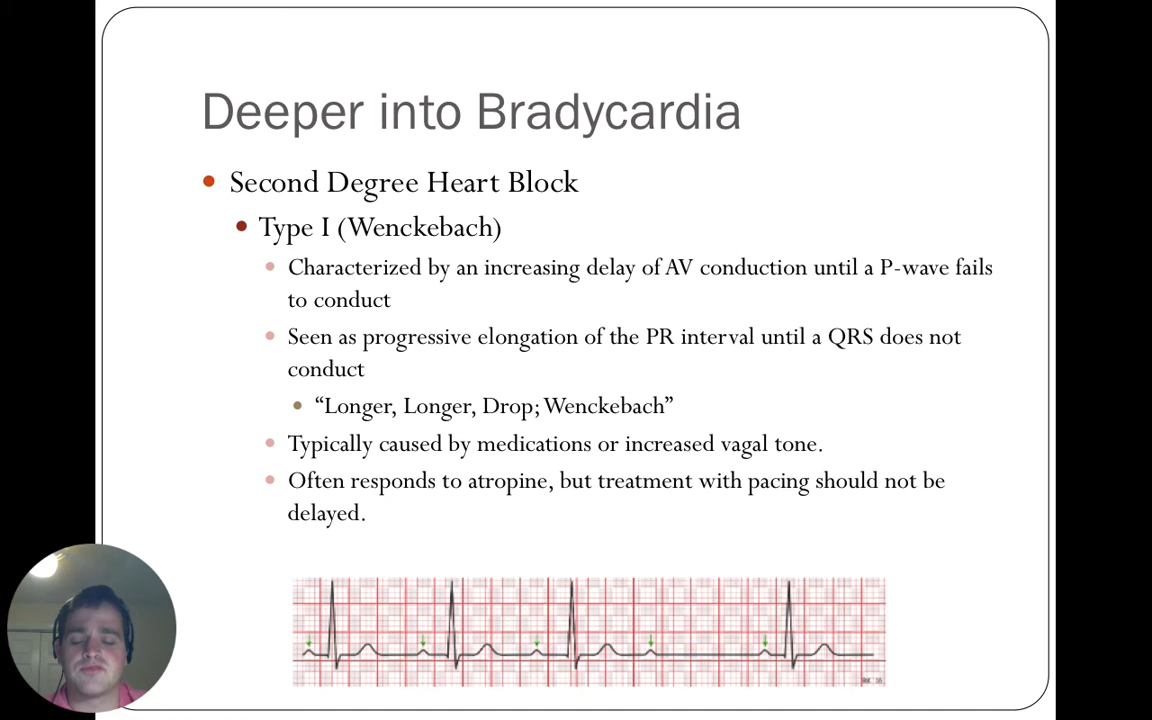 Deeper into Bradycardia
Second Degree Heart Block
Type I (Wenckebach)
Characterized by an increasing delay of AV conduction until a P-wave fails
to conduct
Seen as progressive elongation of the PR interval until a QRS does not
conduct
“Longer, Longer, Drop; Wenckebach”
Typically caused by medications or increased vagal tone.
Often responds to atropine, but treatment with pacing should not be
delayed.